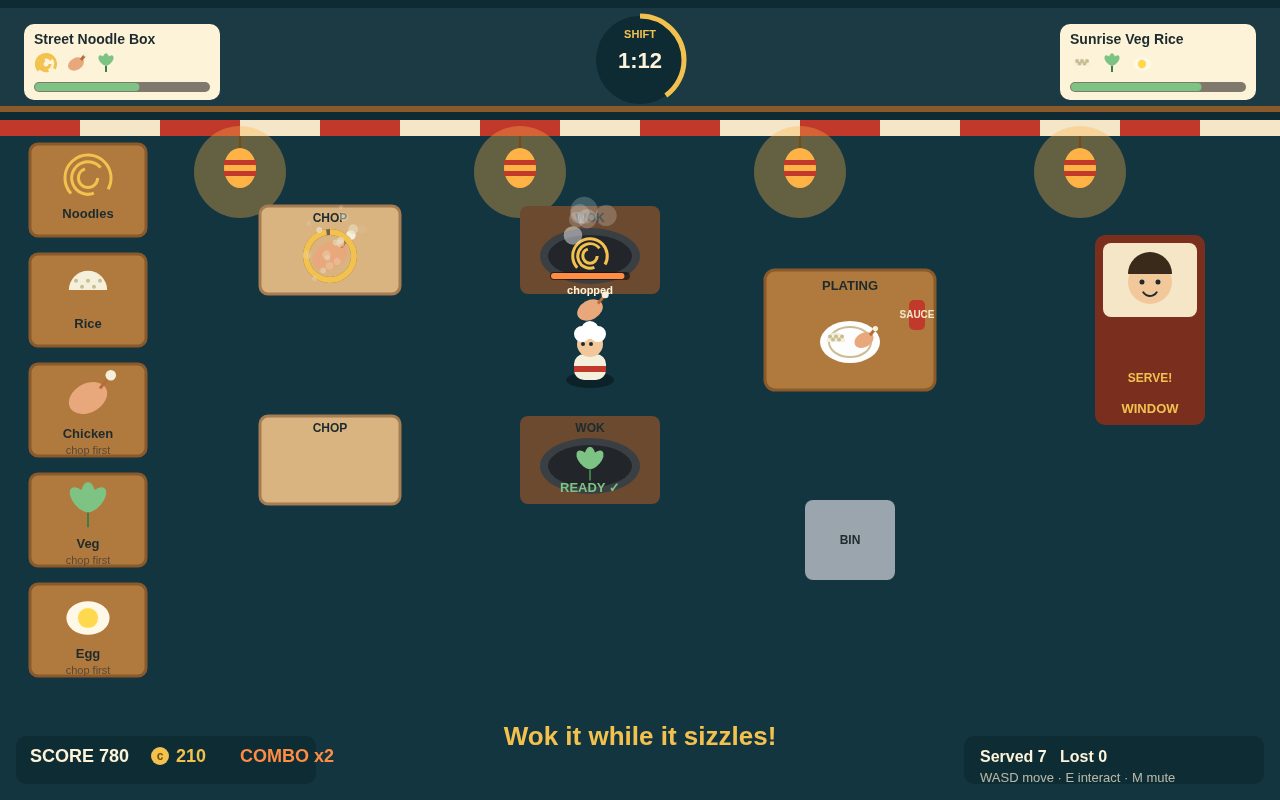 Street Noodle Box
SHIFT
1:12
Sunrise Veg Rice
Noodles
Rice
Chicken
chop first
Veg
chop first
Egg
chop first
CHOP
WOK
chopped
PLATING
SAUCE
SERVE!
WINDOW
CHOP
WOK
READY ✓
BIN
Wok it while it sizzles!
SCORE 780
c 210
COMBO x2
Served 7 Lost 0
WASD move · E interact · M mute